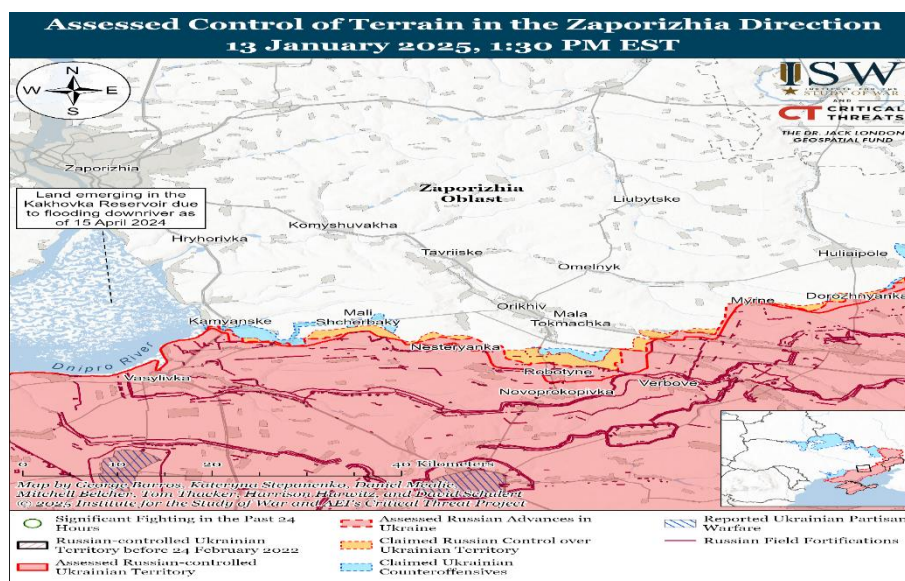 Assessed Control of Terrain in the Zaporizhia Direction
13 January 2025, 1:30 PM EST
N
W E
S
ISW
INSTITUTE FOR THE
STUDY OF WAR
AND
CT CRITICAL
THREATS
THE DR. JACK LONDON
GEOSPATIAL FUND
Zaporizhia
Land emerging in the
Kakhovka Reservoir due
to flooding downriver as
of 15 April 2024
Zaporizhia
Oblast
Liubytske
Komyshuvakha
Hryhorivka
Tavriiske
Omelnyk
Huliaipole
Orikhiv
Mala
Tokmachka
Myrne
Dorozhnyanka
Kamyanske
Mali
Shcherbaky
Nesteryanka
Dnipro River
Vasylivka
Robotyne
Verbove
Novoprokopivka
0 10 20 40 Kilometers
Map by George Barros, Kateryna Stepanenko, Daniel Mealie,
Mitchell Belcher, Tom Thacker, Harrison Hurwitz, and David Schulert
© 2025 Institute for the Study of War and AEI's Critical Threat Project
Significant Fighting in the Past 24
Hours
Russian-controlled Ukrainian
Territory before 24 February 2022
Assessed Russian-controlled
Ukrainian Territory
Assessed Russian Advances in
Ukraine
Claimed Russian Control over
Ukrainian Territory
Claimed Ukrainian
Counteroffensives
Reported Ukrainian Partisan
Warfare
Russian Field Fortifications